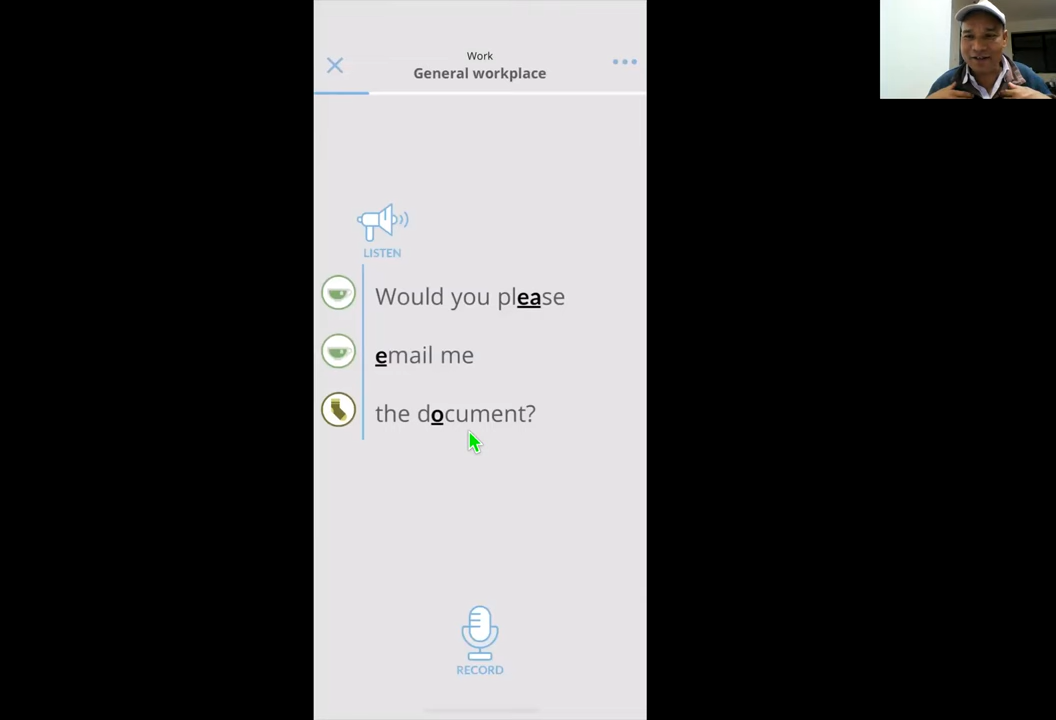 Work
General workplace
LISTEN
Would you please
email me
the document?
RECORD